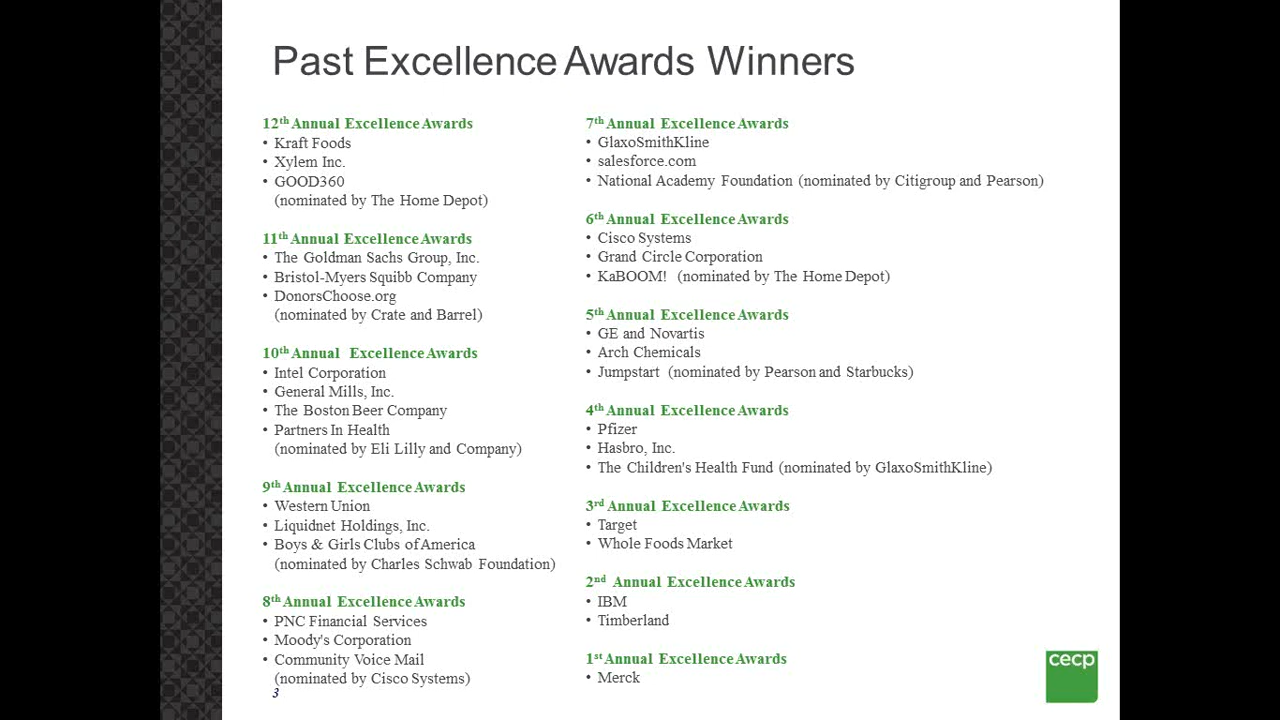 Past Excellence Awards Winners
12th Annual Excellence Awards
• Kraft Foods
• Xylem Inc.
• GOOD360
(nominated by The Home Depot)
11th Annual Excellence Awards
• The Goldman Sachs Group, Inc.
• Bristol-Myers Squibb Company
• DonorsChoose.org
(nominated by Crate and Barrel)
10th Annual Excellence Awards
• Intel Corporation
• General Mills, Inc.
• The Boston Beer Company
• Partners In Health
(nominated by Eli Lilly and Company)
9th Annual Excellence Awards
• Western Union
• Liquidnet Holdings, Inc.
• Boys & Girls Clubs of America
(nominated by Charles Schwab Foundation)
8th Annual Excellence Awards
• PNC Financial Services
• Moody's Corporation
• Community Voice Mail
(nominated by Cisco Systems)
3
7th Annual Excellence Awards
• GlaxoSmithKline
• salesforce.com
• National Academy Foundation (nominated by Citigroup and Pearson)
6th Annual Excellence Awards
• Cisco Systems
• Grand Circle Corporation
• KaBOOM! (nominated by The Home Depot)
5th Annual Excellence Awards
• GE and Novartis
• Arch Chemicals
• Jumpstart (nominated by Pearson and Starbucks)
4th Annual Excellence Awards
• Pfizer
• Hasbro, Inc.
• The Children's Health Fund (nominated by GlaxoSmithKline)
3rd Annual Excellence Awards
• Target
• Whole Foods Market
2nd Annual Excellence Awards
• IBM
• Timberland
1st Annual Excellence Awards
• Merck
cecp